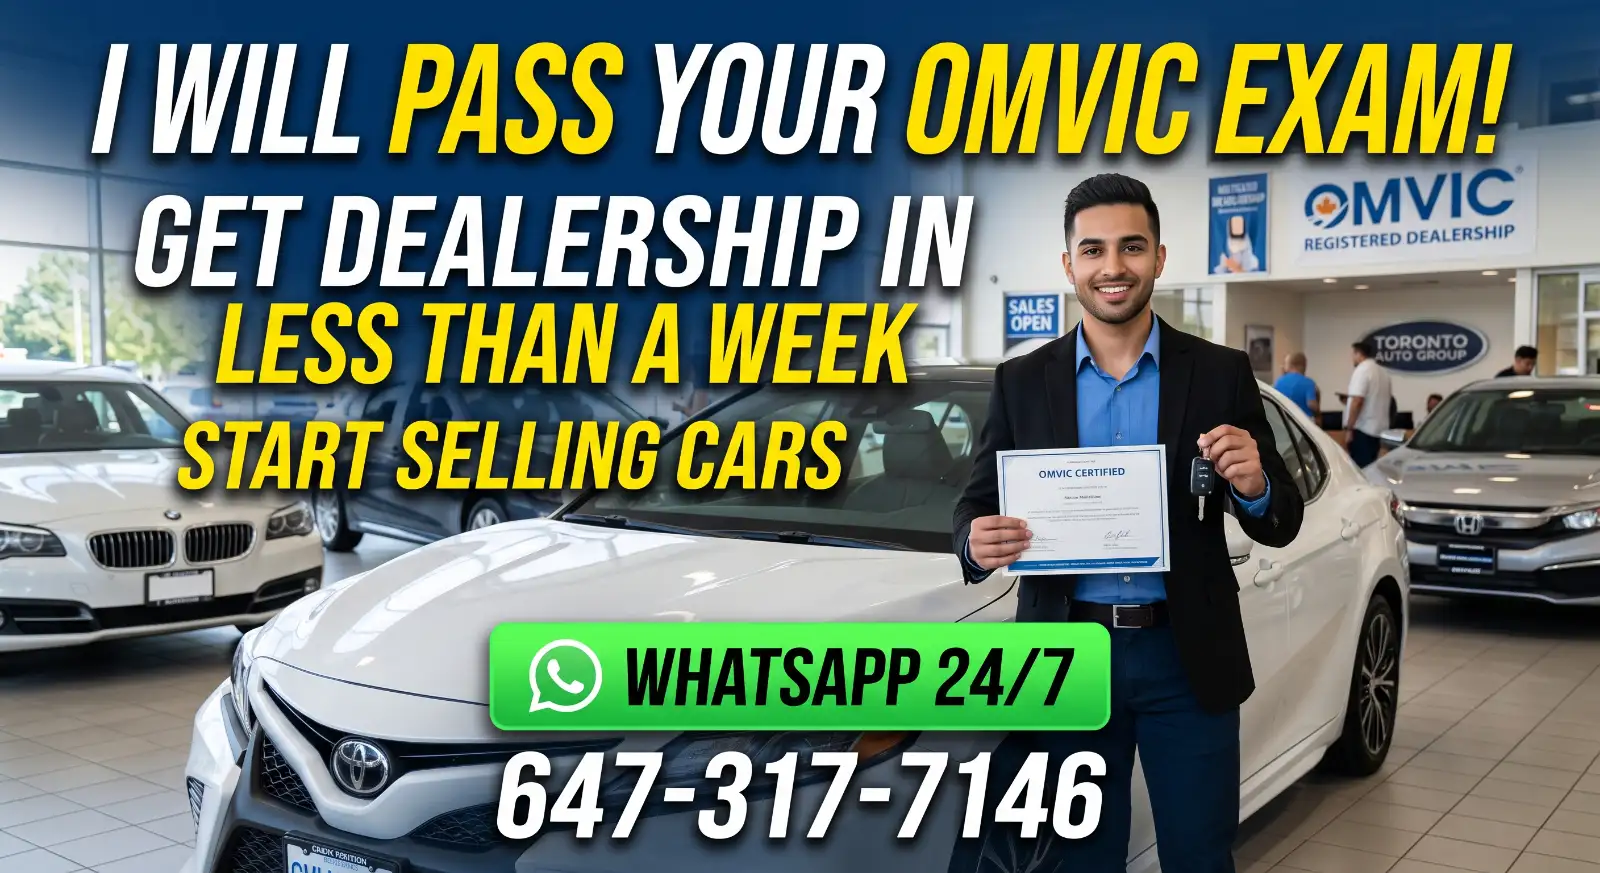 I WILL PASS YOUR OMVIC EXAM!
GET DEALERSHIP IN
LESS THAN A WEEK
START SELLING CARS
OMVIC
REGISTERED DEALERSHIP
SALES
OPEN
TORONTO
AUTO GROUP
OMVIC CERTIFIED
WHATSAPP 24/7
647-317-7146